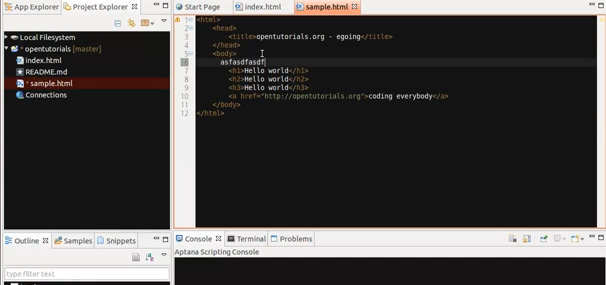 App Explorer Project Explorer
Start Page index.html *sample.html
Local Filesystem
* opentutorials [master]
index.html
README.md
* sample.html
Connections
1 <html>
2 <head>
3 <title>opentutorials.org - egoing</title>
4 </head>
5 <body>
asfasdfasdf
7 <h1>Hello world</h1>
8 <h2>Hello world</h2>
9 <h3>Hello world</h3>
10 <a href="http://opentutorials.org">coding everybody</a>
11 </body>
12 </html>
Outline Samples Snippets
type filter text
Console Terminal Problems
Aptana Scripting Console